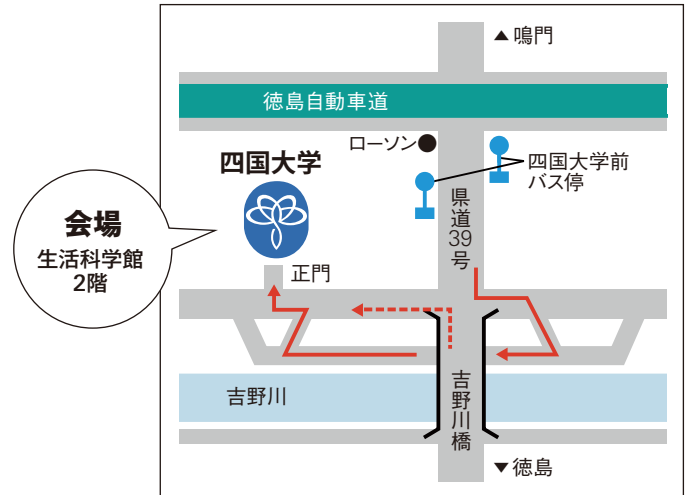 ▲鳴門
徳島自動車道
ローソン
四国大学前
バス停
四国大学
会場
生活科学館
2階
県道39号
正門
吉野川
吉野川橋
▼徳島